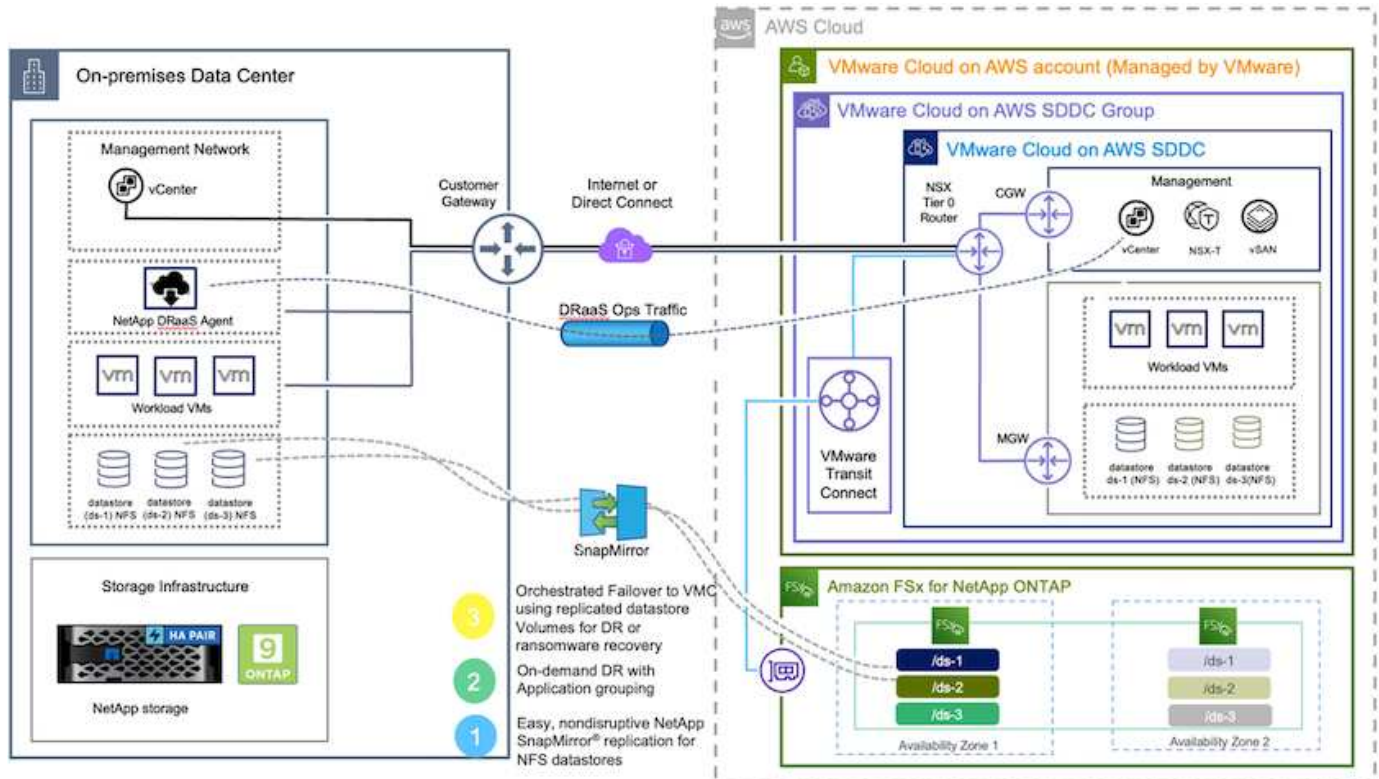 On-premises Data Center
Management Network
vCenter
NetApp DRaaS Agent
vm
vm
vm
Workload VMs
datastore
(ds-1) NFS
datastore
(ds-2) NFS
datastore
(ds-3) NFS
Storage Infrastructure
HA PAIR
9
ONTAP
NetApp storage
Customer
Gateway
Internet or
Direct Connect
DRaaS Ops Traffic
SnapMirror
3
Orchestrated Failover to VMC
using replicated datastore
Volumes for DR or
ransomware recovery
2
On-demand DR with
Application grouping
1
Easy, nondisruptive NetApp
SnapMirror® replication for
NFS datastores
aws
AWS Cloud
VMware Cloud on AWS account (Managed by VMware)
VMware Cloud on AWS SDDC Group
VMware Cloud on AWS SDDC
NSX
Tier 0
Router
CGW
Management
vCenter
T
NSX-T
vSAN
vm
vm
vm
Workload VMs
MGW
datastore
ds-1 (NFS)
datastore
ds-2 (NFS)
datastore
ds-3(NFS)
VMware
Transit
Connect
FSx
Amazon FSx for NetApp ONTAP
FSx
/ds-1
/ds-2
/ds-3
Availability Zone 1
FSx
/ds-1
/ds-2
/ds-3
Availability Zone 2